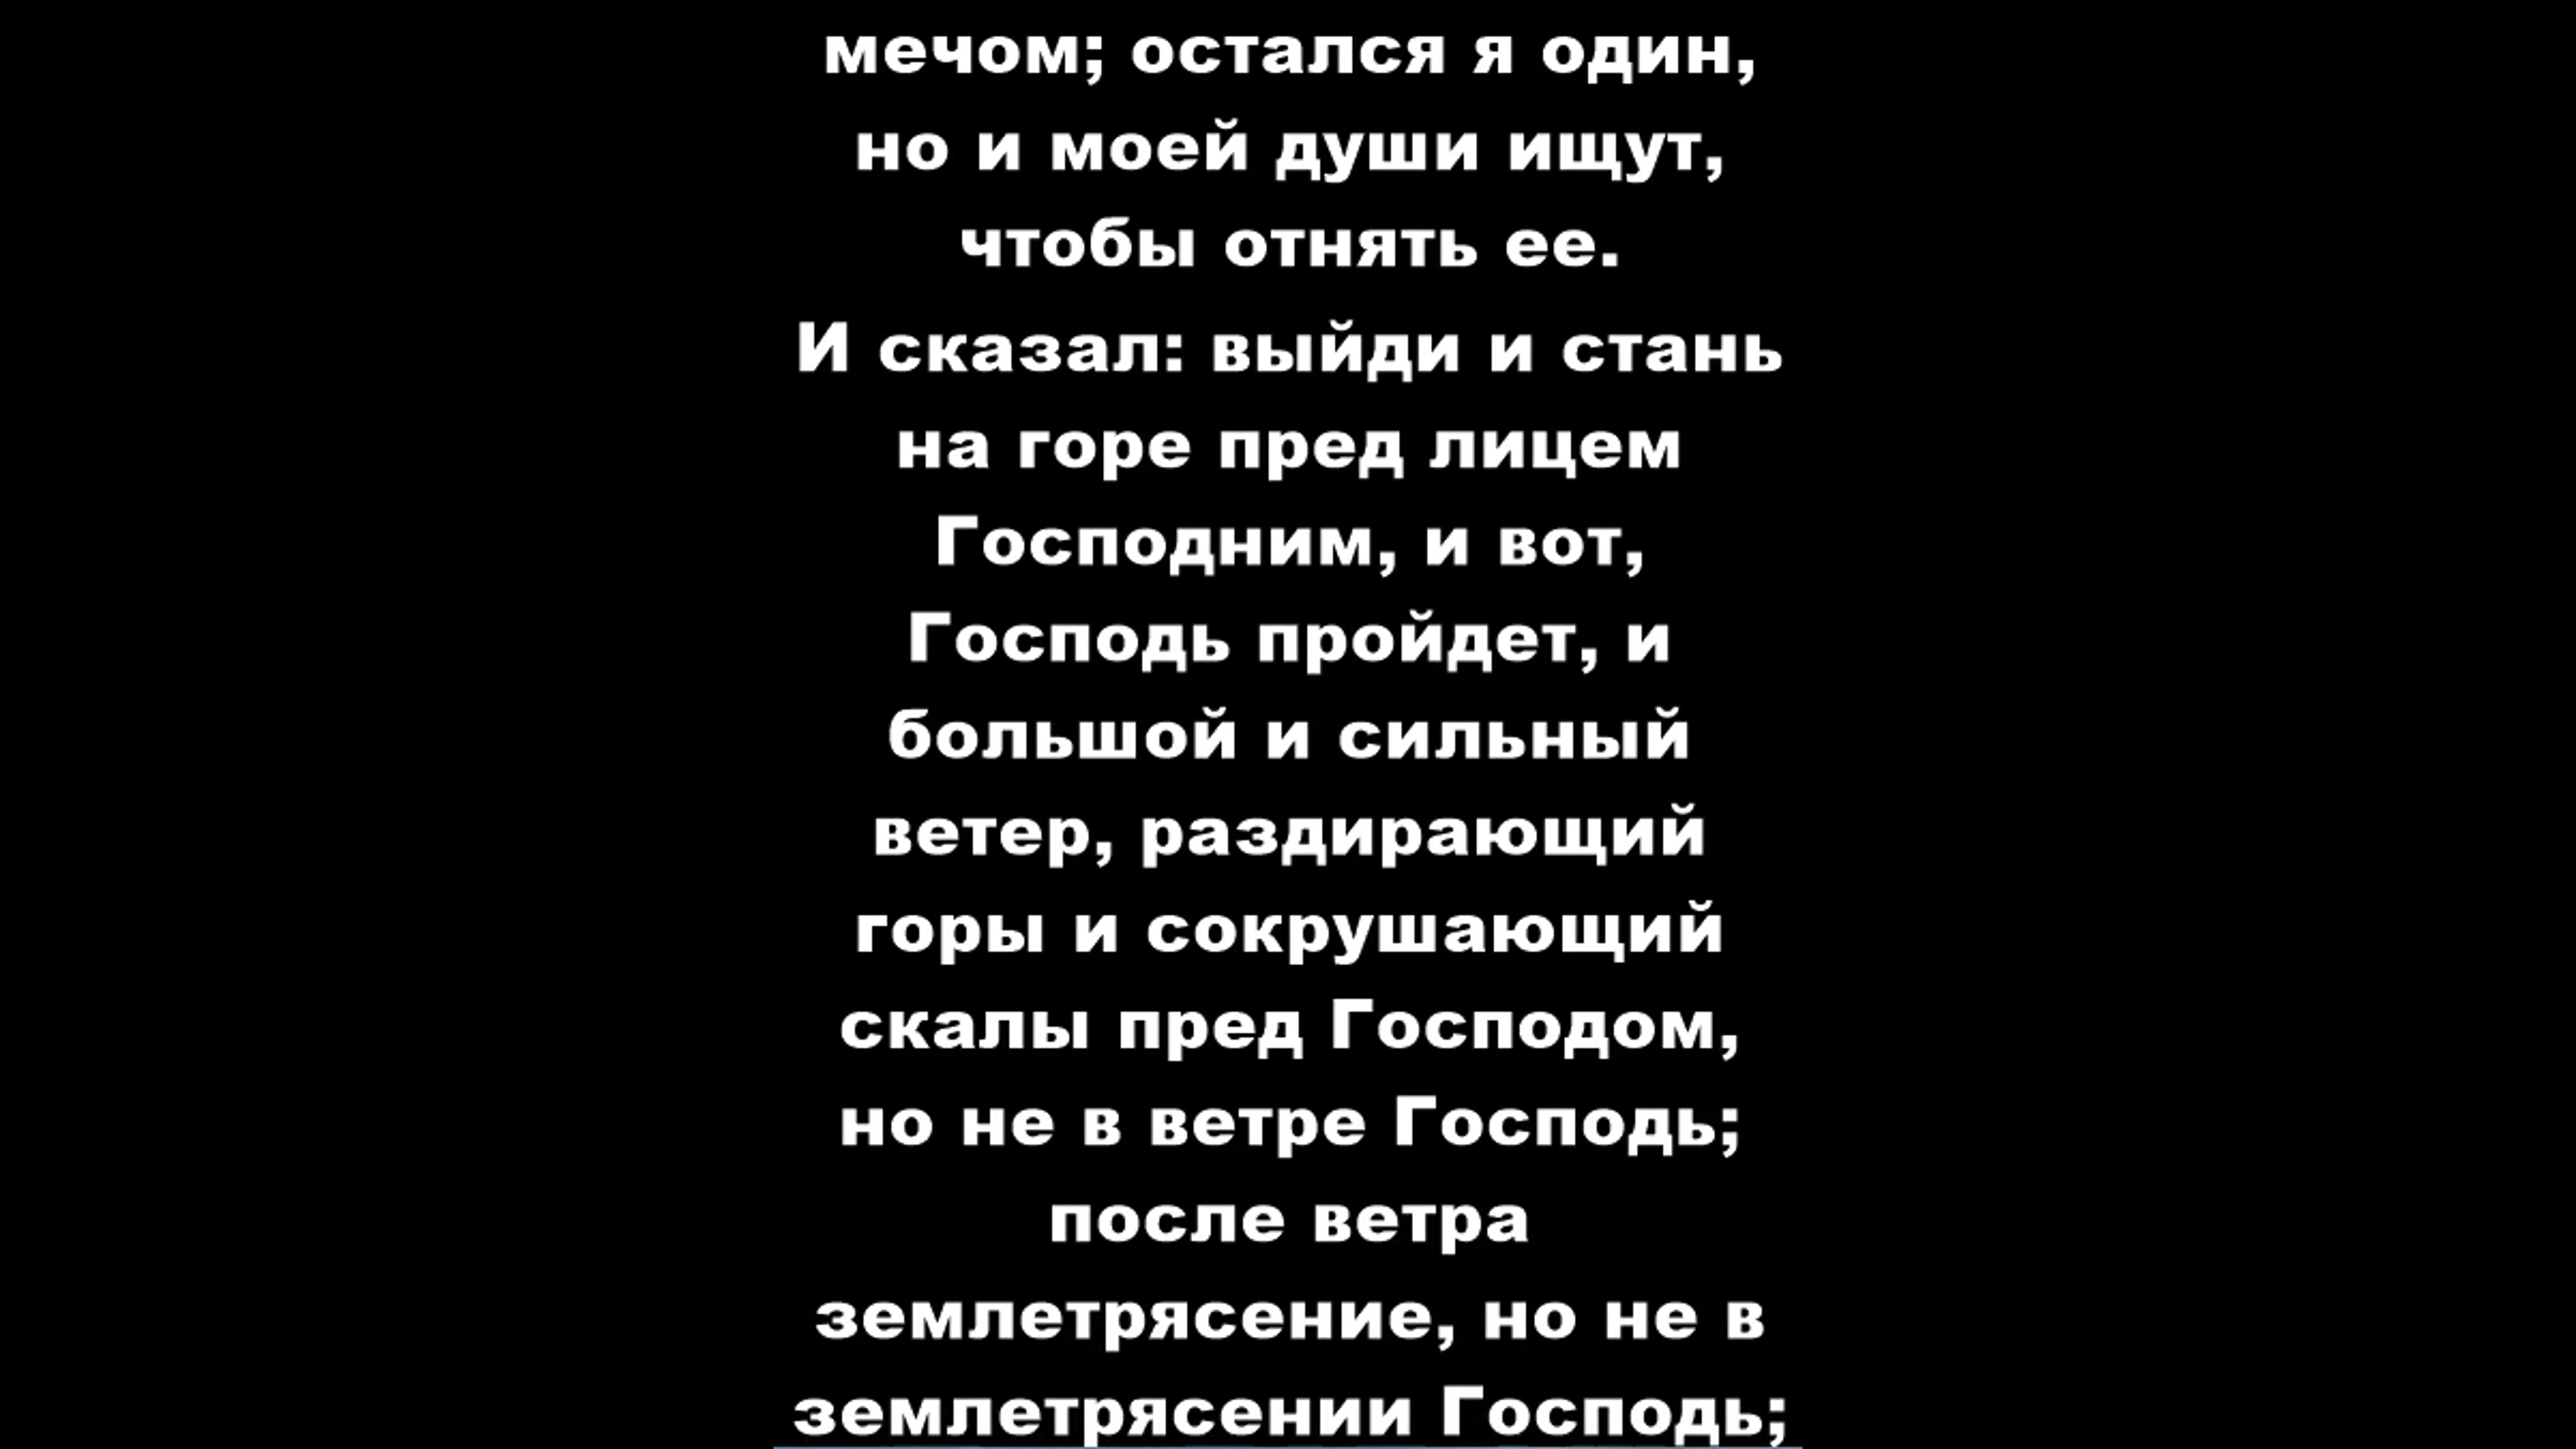 мечом; остался я один,
но и моей души ищут,
чтобы отнять ее.
И сказал: выйди и стань
на горе пред лицем
Господним, и вот,
Господь пройдет, и
большой и сильный
ветер, раздирающий
горы и сокрушающий
скалы пред Господом,
но не в ветре Господь;
после ветра
землетрясение, но не в
землетрясении Господь;